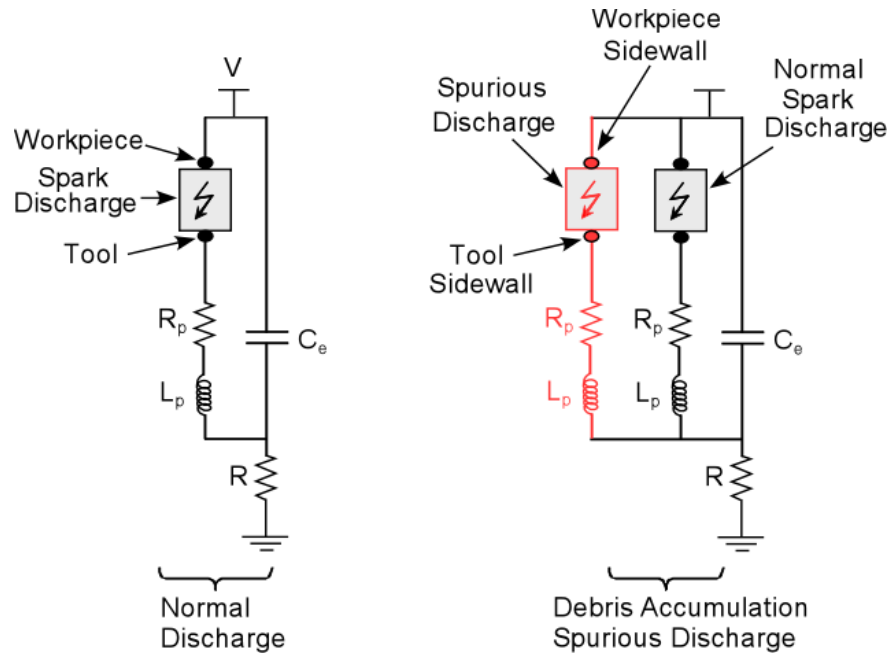 V
Workpiece
Spark
Discharge
Tool
Rp
Lp
Ce
R
Normal
Discharge
Workpiece
Sidewall
Spurious
Discharge
Normal
Spark
Discharge
Tool
Sidewall
Rp
Rp
Lp
Lp
Ce
R
Debris Accumulation
Spurious Discharge